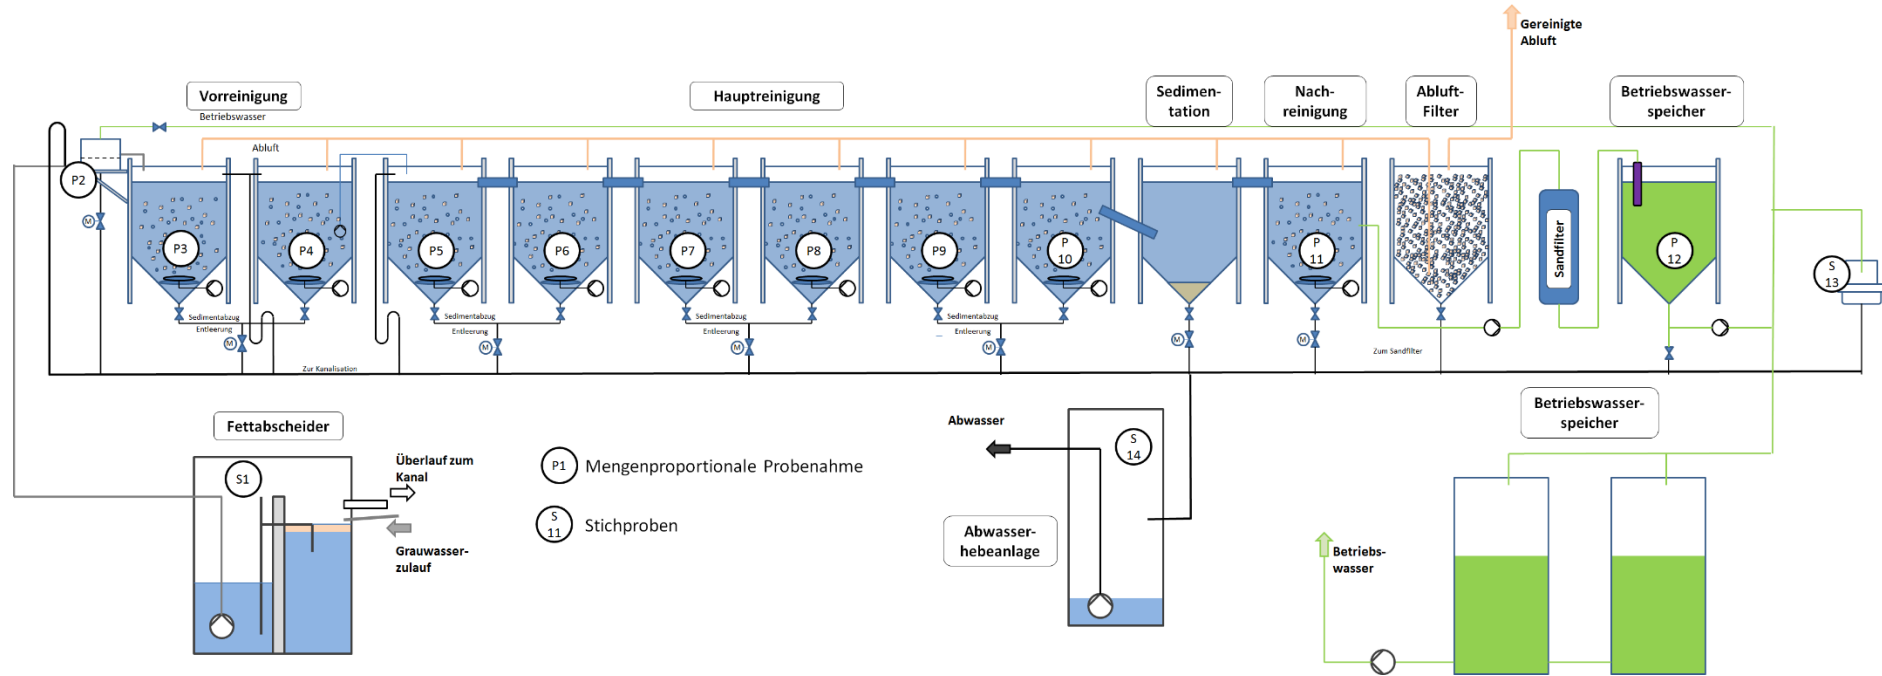 Gereinigte
Abluft
Vorreinigung
Hauptreinigung
Sedimen-
tation
Nach-
reinigung
Abluft-
Filter
Betriebswasser-
speicher
Betriebswasser
Abluft
P2
P3
P4
P5
P6
P7
P8
P9
P
10
P
11
Sandfilter
P
12
S
13
M
Sedimentabzug
Entleerung
M
Sedimentabzug
Entleerung
M
Sedimentabzug
Entleerung
M
Sedimentabzug
Entleerung
M
M
M
Zum Sandfilter
Zur Kanalisation
Fettabscheider
S1
Überlauf zum
Kanal
Grauwasser-
zulauf
P1 Mengenproportionale Probenahme
S
11 Stichproben
Abwasser
S
14
Abwasser-
hebeanlage
Betriebswasser-
speicher
Betriebs-
wasser